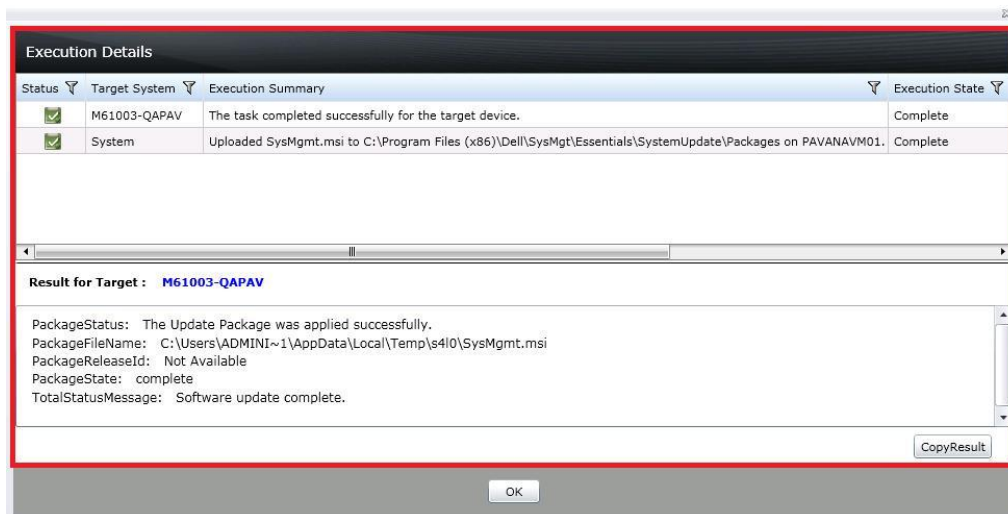 Execution Details
Status Target System Execution Summary Execution State
M61003-QAPAV The task completed successfully for the target device. Complete
System Uploaded SysMgmt.msi to C:\Program Files (x86)\Dell\SysMgt\Essentials\SystemUpdate\Packages on PAVANAVM01. Complete
Result for Target : M61003-QAPAV
PackageStatus: The Update Package was applied successfully.
PackageFileName: C:\Users\ADMINI~1\AppData\Local\Temp\s4l0\SysMgmt.msi
PackageReleaseId: Not Available
PackageState: complete
TotalStatusMessage: Software update complete.
CopyResult
OK